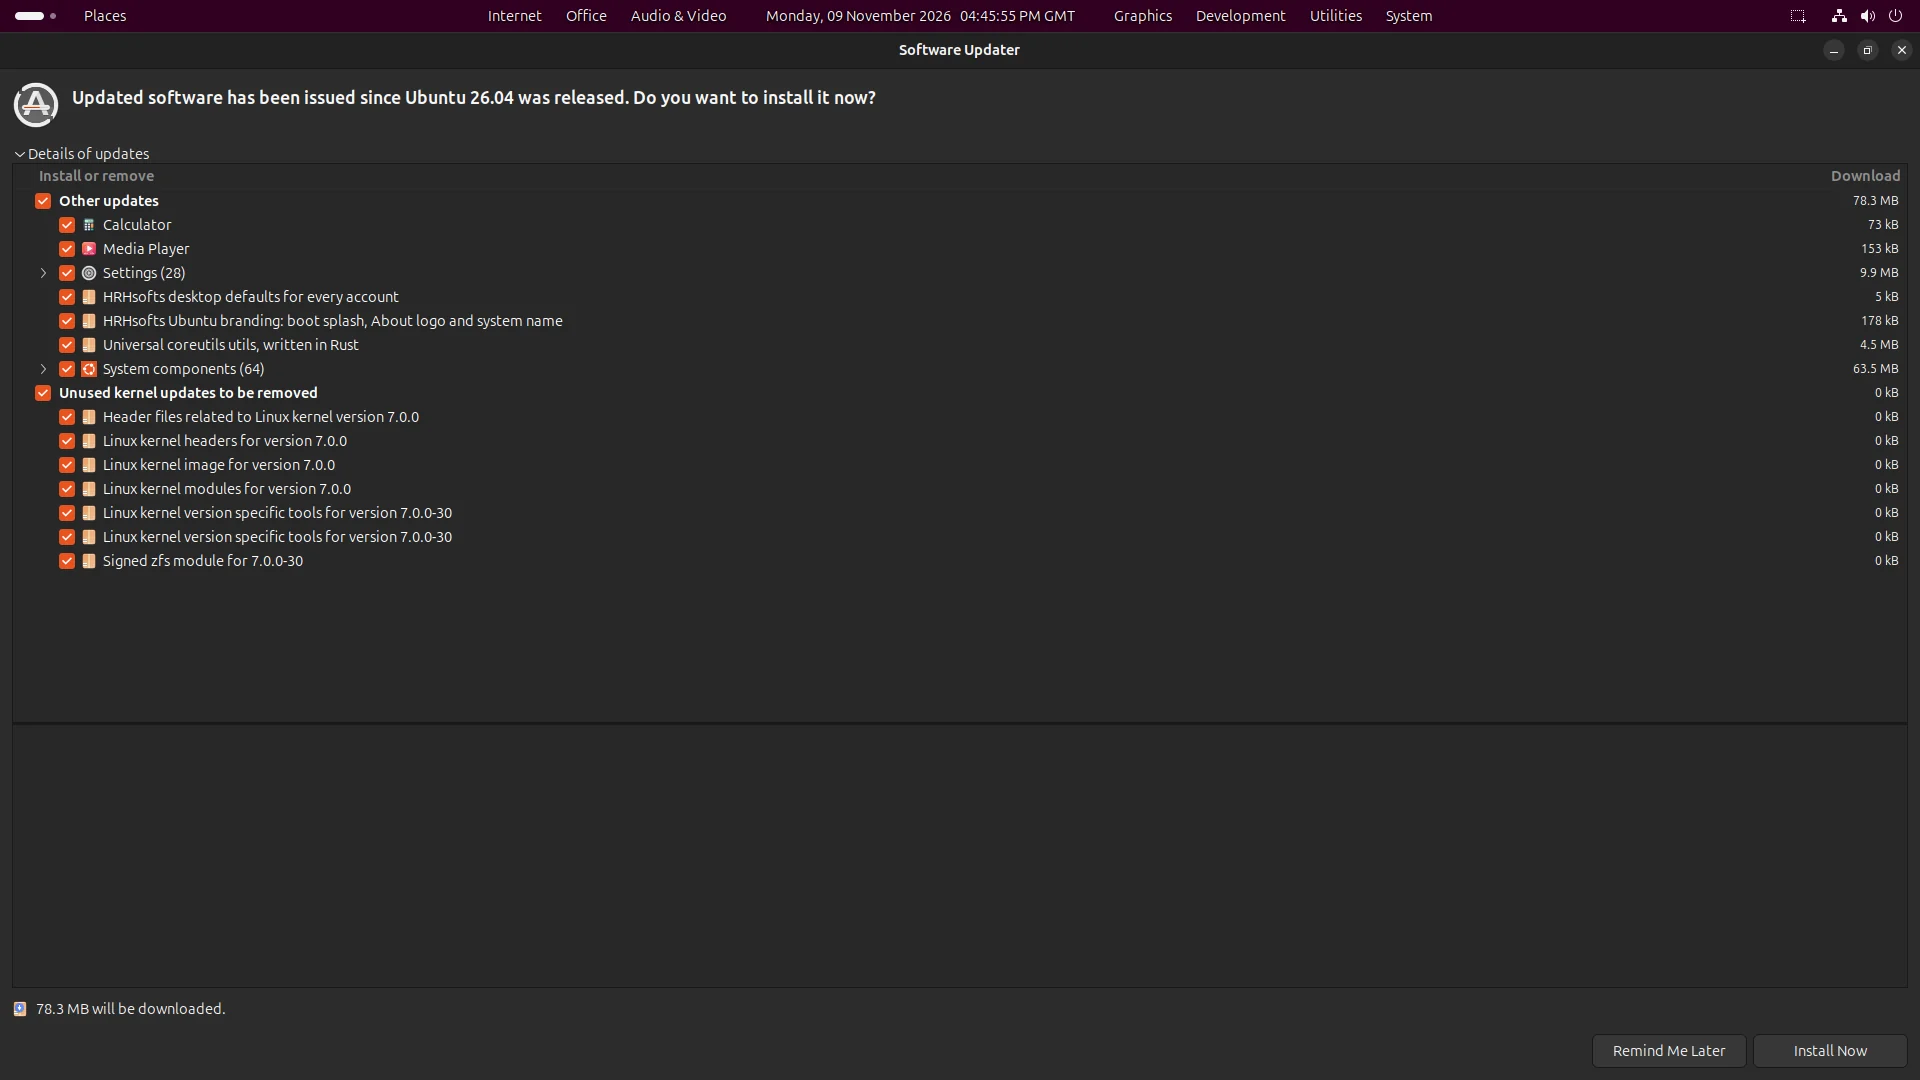 Places Internet Office Audio & Video Monday, 09 November 2026 04:45:55 PM GMT Graphics Development Utilities System
Software Updater
Updated software has been issued since Ubuntu 26.04 was released. Do you want to install it now?
Details of updates
Install or remove Download
Other updates 78.3 MB
Calculator 73 kB
Media Player 153 kB
Settings (28) 9.9 MB
HRHsofts desktop defaults for every account 5 kB
HRHsofts Ubuntu branding: boot splash, About logo and system name 178 kB
Universal coreutils utils, written in Rust 4.5 MB
System components (64) 63.5 MB
Unused kernel updates to be removed 0 kB
Header files related to Linux kernel version 7.0.0 0 kB
Linux kernel headers for version 7.0.0 0 kB
Linux kernel image for version 7.0.0 0 kB
Linux kernel modules for version 7.0.0 0 kB
Linux kernel version specific tools for version 7.0.0-30 0 kB
Linux kernel version specific tools for version 7.0.0-30 0 kB
Signed zfs module for 7.0.0-30 0 kB
78.3 MB will be downloaded.
Remind Me Later Install Now